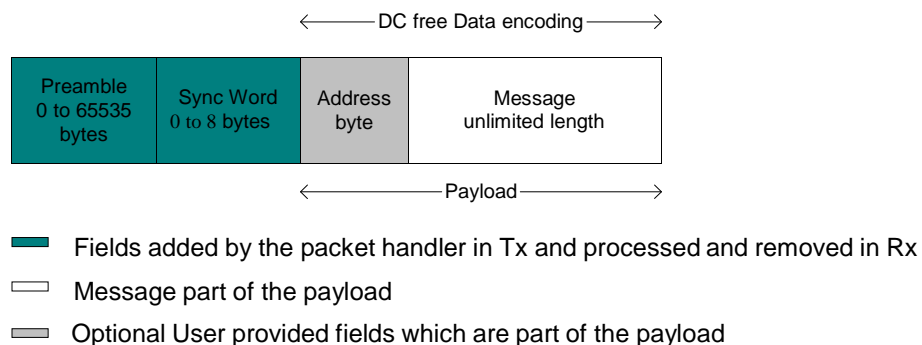 DC free Data encoding
Preamble
0 to 65535
bytes
Sync Word
0 to 8 bytes
Address
byte
Message
unlimited length
Payload
Fields added by the packet handler in Tx and processed and removed in Rx
Message part of the payload
Optional User provided fields which are part of the payload